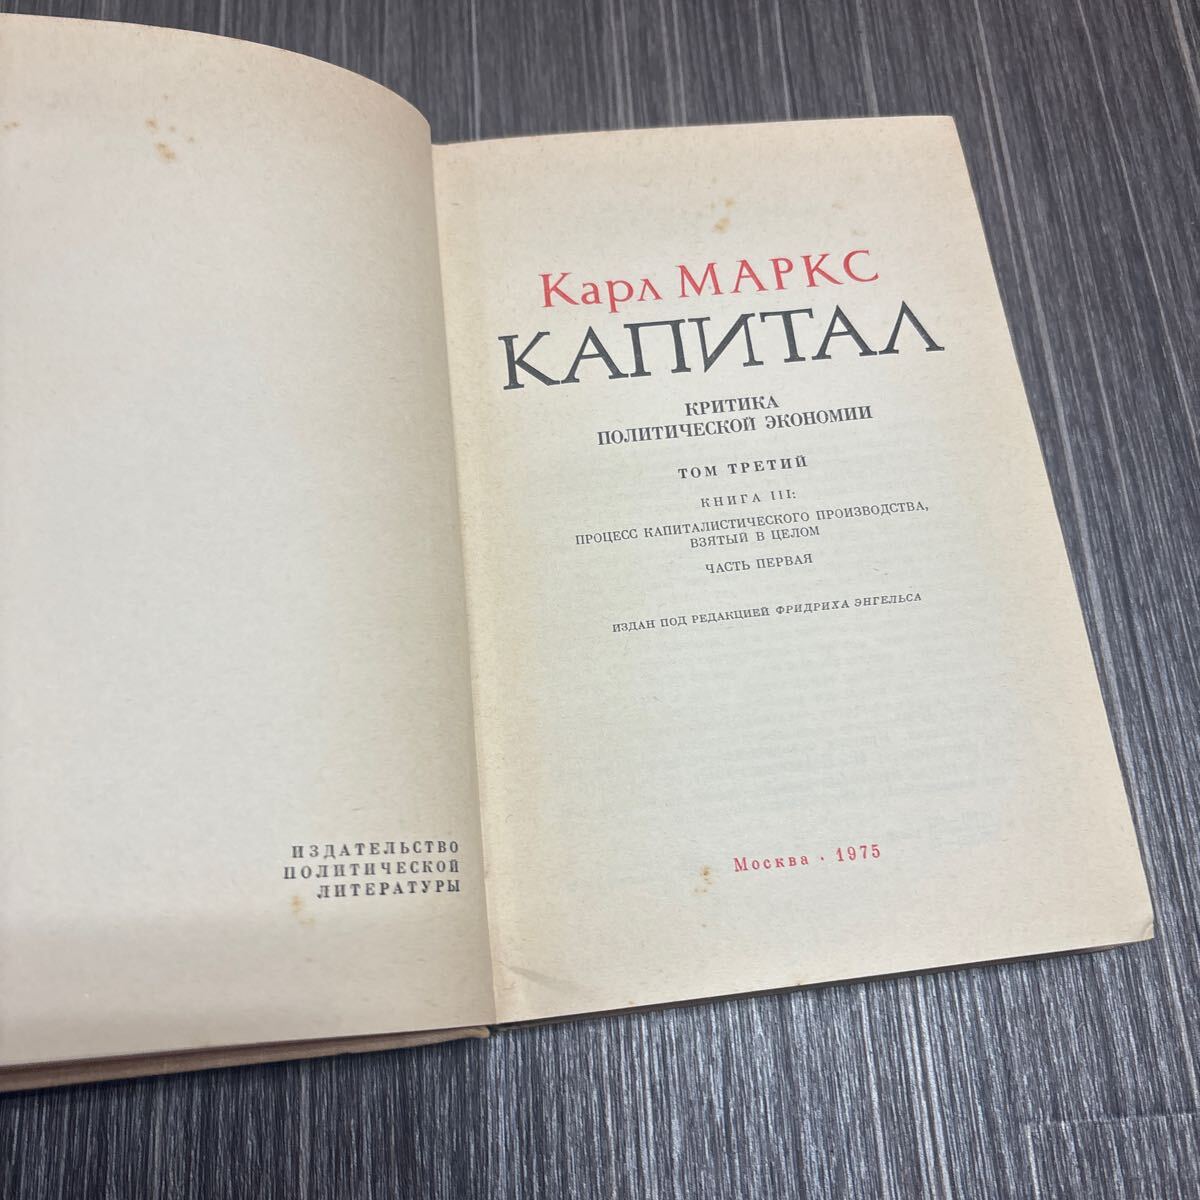 ИЗДАТЕЛЬСТВО
ПОЛИТИЧЕСКОЙ
ЛИТЕРАТУРЫ
Карл МАРКС
КАПИТАЛ
КРИТИКА
ПОЛИТИЧЕСКОЙ ЭКОНОМИИ
ТОМ ТРЕТИЙ
КНИГА III:
ПРОЦЕСС КАПИТАЛИСТИЧЕСКОГО ПРОИЗВОДСТВА,
ВЗЯТЫЙ В ЦЕЛОМ
ЧАСТЬ ПЕРВАЯ
ИЗДАН ПОД РЕДАКЦИЕЙ ФРИДРИХА ЭНГЕЛЬСА
Москва · 1975